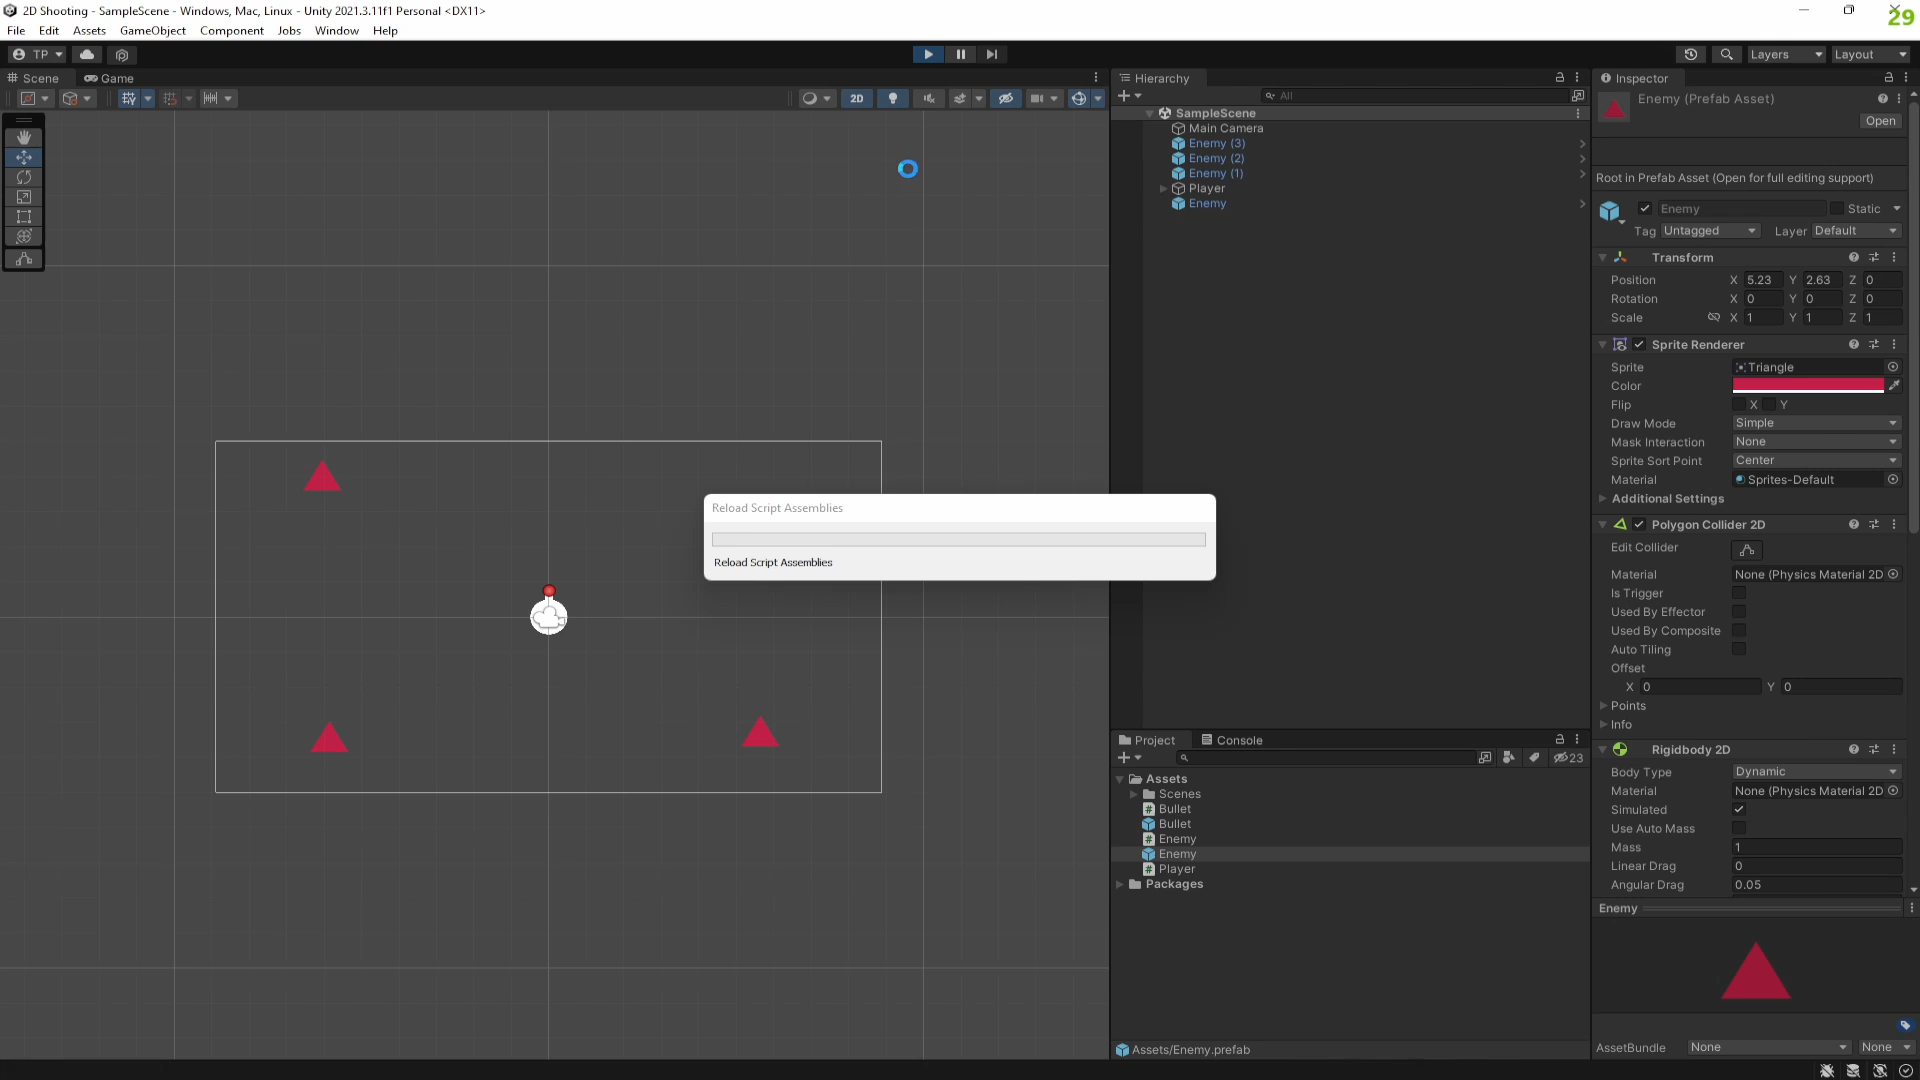 2D Shooting - SampleScene - Windows, Mac, Linux - Unity 2021.3.11f1 Personal <DX11>
29
File Edit Assets GameObject Component Jobs Window Help
TP Layers Layout
Scene Game
2D
Hierarchy
All
SampleScene
Main Camera
Enemy (3)
Enemy (2)
Enemy (1)
Player
Enemy
Reload Script Assemblies
Reload Script Assemblies
Project Console
23
Assets
Scenes
Bullet
Bullet
Enemy
Enemy
Player
Packages
Assets/Enemy.prefab
Inspector
Enemy (Prefab Asset)
Open
Root in Prefab Asset (Open for full editing support)
Enemy Static
Tag Untagged Layer Default
Transform
Position X 5.23 Y 2.63 Z 0
Rotation X 0 Y 0 Z 0
Scale X 1 Y 1 Z 1
Sprite Renderer
Sprite Triangle
Color
Flip X Y
Draw Mode Simple
Mask Interaction None
Sprite Sort Point Center
Material Sprites-Default
Additional Settings
Polygon Collider 2D
Edit Collider
Material None (Physics Material 2D
Is Trigger
Used By Effector
Used By Composite
Auto Tiling
Offset
X 0 Y 0
Points
Info
Rigidbody 2D
Body Type Dynamic
Material None (Physics Material 2D
Simulated
Use Auto Mass
Mass 1
Linear Drag 0
Angular Drag 0.05
Enemy
AssetBundle None None